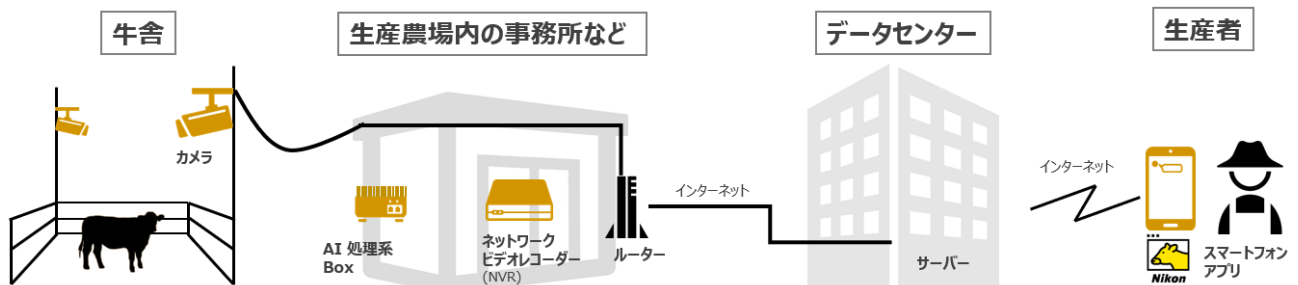 牛舎
生産農場内の事務所など
データセンター
生産者
カメラ
AI 処理系
Box
ネットワーク
ビデオレコーダー
(NVR)
ルーター
インターネット
サーバー
インターネット
Nikon
スマートフォン
アプリ